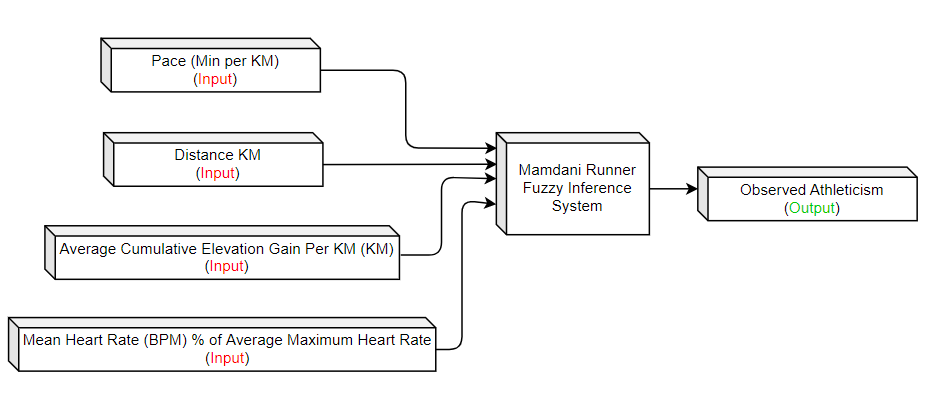 Pace (Min per KM)
(Input)
Distance KM
(Input)
Average Cumulative Elevation Gain Per KM (KM)
(Input)
Mean Heart Rate (BPM) % of Average Maximum Heart Rate
(Input)
Mamdani Runner
Fuzzy Inference
System
Observed Athleticism
(Output)